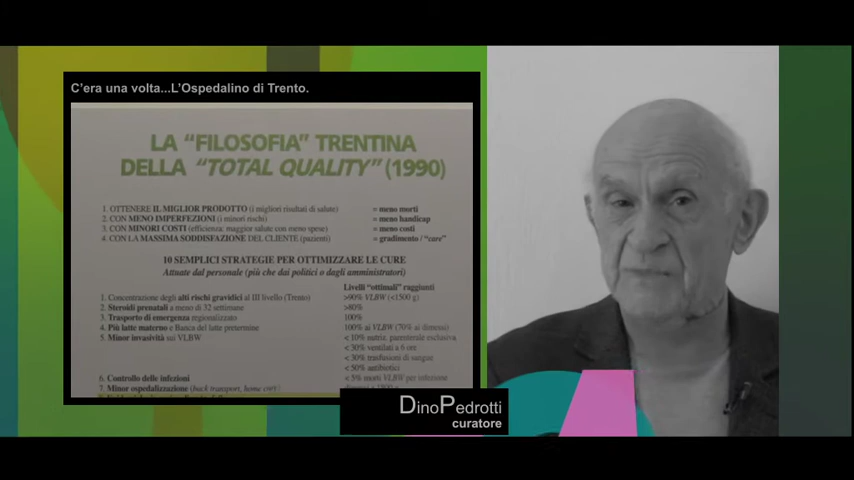 C'era una volta...L'Ospedalino di Trento.
LA "FILOSOFIA" TRENTINA
DELLA "TOTAL QUALITY" (1990)
1. OTTENERE IL MIGLIOR PRODOTTO (i migliori risultati di salute) = meno morti
2. CON MENO IMPERFEZIONI (i minori rischi) = meno handicap
3. CON MINORI COSTI (efficienza: maggior salute con meno spese) = meno costi
4. CON LA MASSIMA SODDISFAZIONE DEL CLIENTE (pazienti) = gradimento / "care"
10 SEMPLICI STRATEGIE PER OTTIMIZZARE LE CURE
Attuate dal personale (più che dai politici o dagli amministratori)
Livelli "ottimali" raggiunti
1. Concentrazione degli alti rischi gravidici al III livello (Trento) >90% VLBW (<1500 g)
2. Steroidi prenatali a meno di 32 settimane >80%
3. Trasporto di emergenza regionalizzato 100%
4. Più latte materno e Banca del latte pretermine 100% ai VLBW (70% ai dimessi)
5. Minor invasività sui VLBW < 10% nutriz. parenterale esclusiva
< 30% ventilati a 6 ore
< 30% trasfusioni di sangue
< 50% antibiotici
6. Controllo delle infezioni < 5% morti VLBW per infezione
7. Minor ospedalizzazione (back transport, home care)
DinoPedrotti
curatore